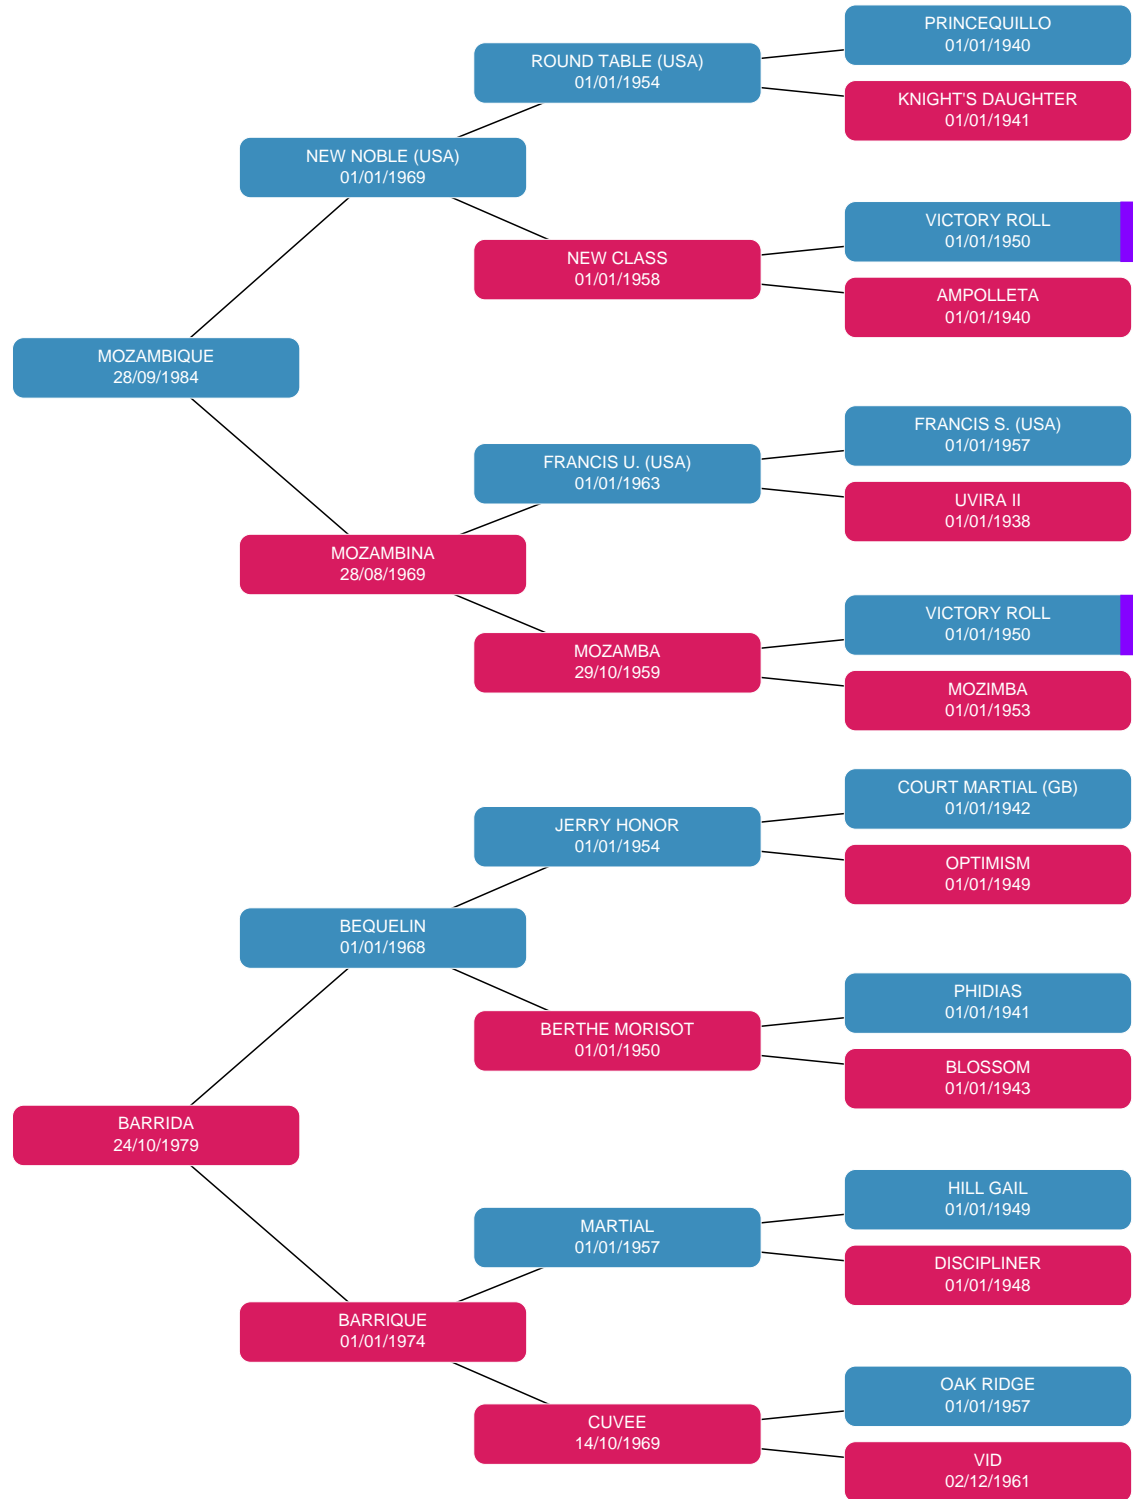 PRINCEQUILLO
01/01/1940
ROUND TABLE (USA)
01/01/1954
KNIGHT'S DAUGHTER
01/01/1941
NEW NOBLE (USA)
01/01/1969
VICTORY ROLL
01/01/1950
NEW CLASS
01/01/1958
AMPOLLETA
01/01/1940
MOZAMBIQUE
28/09/1984
FRANCIS S. (USA)
01/01/1957
FRANCIS U. (USA)
01/01/1963
UVIRA II
01/01/1938
MOZAMBINA
28/08/1969
VICTORY ROLL
01/01/1950
MOZAMBA
29/10/1959
MOZIMBA
01/01/1953
COURT MARTIAL (GB)
01/01/1942
JERRY HONOR
01/01/1954
OPTIMISM
01/01/1949
BEQUELIN
01/01/1968
PHIDIAS
01/01/1941
BERTHE MORISOT
01/01/1950
BLOSSOM
01/01/1943
BARRIDA
24/10/1979
HILL GAIL
01/01/1949
MARTIAL
01/01/1957
DISCIPLINER
01/01/1948
BARRIQUE
01/01/1974
OAK RIDGE
01/01/1957
CUVEE
14/10/1969
VID
02/12/1961